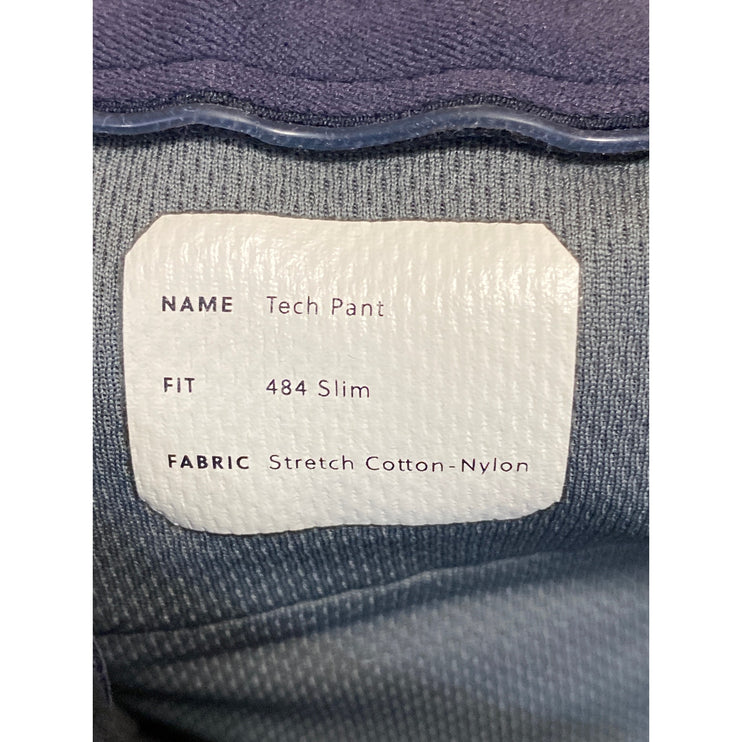 NAME Tech Pant
FIT 484 Slim
FABRIC Stretch Cotton-Nylon